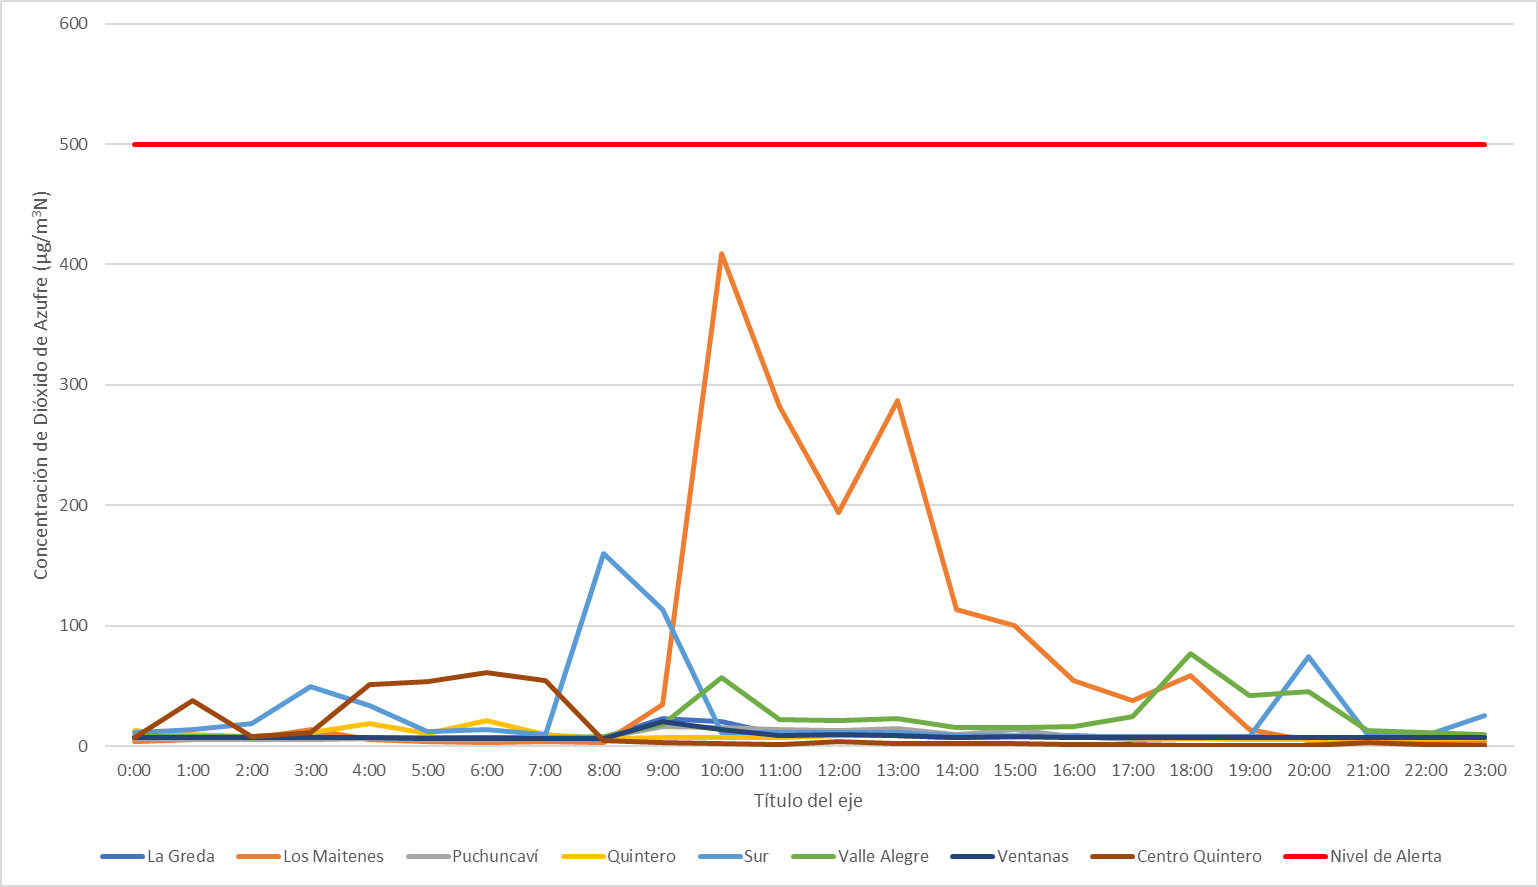 600
500
400
300
200
100
0
Concentración de Dióxido de Azufre (µg/m³N)
0:00 1:00 2:00 3:00 4:00 5:00 6:00 7:00 8:00 9:00 10:00 11:00 12:00 13:00 14:00 15:00 16:00 17:00 18:00 19:00 20:00 21:00 22:00 23:00
Título del eje
La Greda Los Maitenes Puchuncaví Quintero Sur Valle Alegre Ventanas Centro Quintero Nivel de Alerta